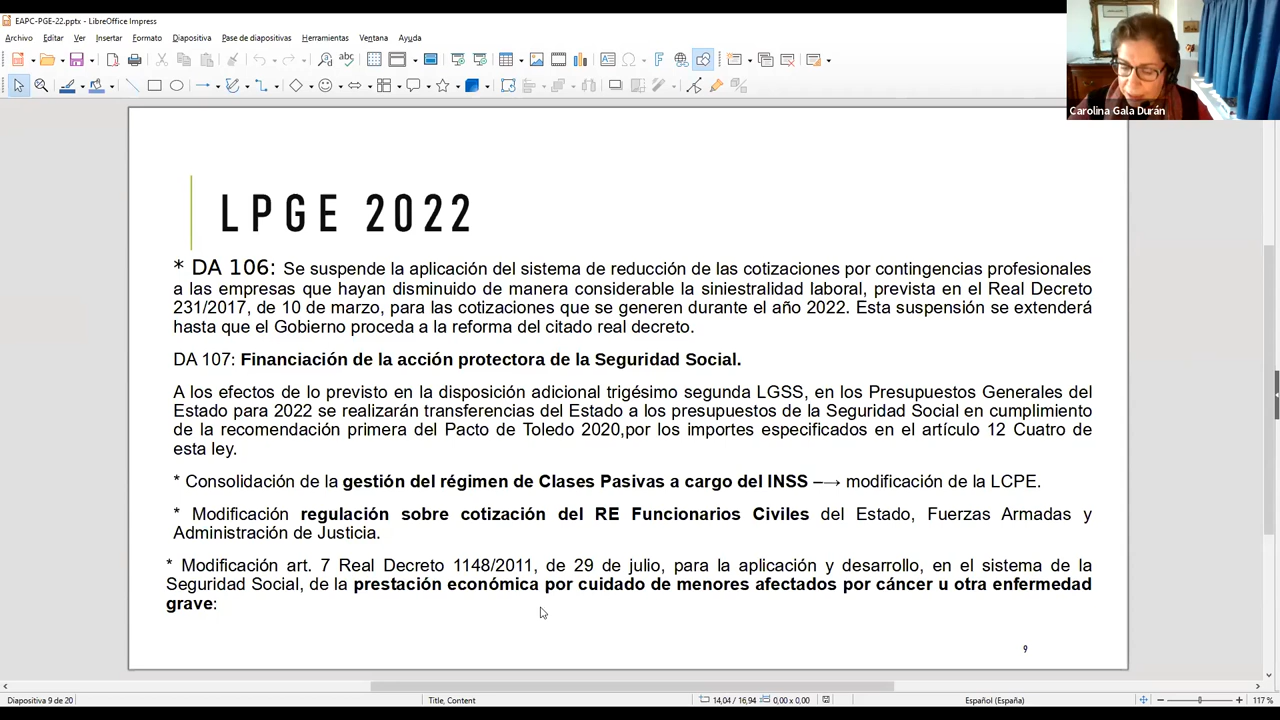 EAPC-PGE-22.pptx - LibreOffice Impress
Archivo Editar Ver Insertar Formato Diapositiva Pase de diapositivas Herramientas Ventana Ayuda
Carolina Gala Durán
LPGE 2022
* DA 106: Se suspende la aplicación del sistema de reducción de las cotizaciones por contingencias profesionales
a las empresas que hayan disminuido de manera considerable la siniestralidad laboral, prevista en el Real Decreto
231/2017, de 10 de marzo, para las cotizaciones que se generen durante el año 2022. Esta suspensión se extenderá
hasta que el Gobierno proceda a la reforma del citado real decreto.
DA 107: Financiación de la acción protectora de la Seguridad Social.
A los efectos de lo previsto en la disposición adicional trigésimo segunda LGSS, en los Presupuestos Generales del
Estado para 2022 se realizarán transferencias del Estado a los presupuestos de la Seguridad Social en cumplimiento
de la recomendación primera del Pacto de Toledo 2020,por los importes especificados en el artículo 12 Cuatro de
esta ley.
* Consolidación de la gestión del régimen de Clases Pasivas a cargo del INSS –→ modificación de la LCPE.
* Modificación regulación sobre cotización del RE Funcionarios Civiles del Estado, Fuerzas Armadas y
Administración de Justicia.
* Modificación art. 7 Real Decreto 1148/2011, de 29 de julio, para la aplicación y desarrollo, en el sistema de la
Seguridad Social, de la prestación económica por cuidado de menores afectados por cáncer u otra enfermedad
grave:
9
Diapositiva 9 de 20 Title, Content 14,04 / 16,94 0,00 x 0,00 Español (España) 117 %